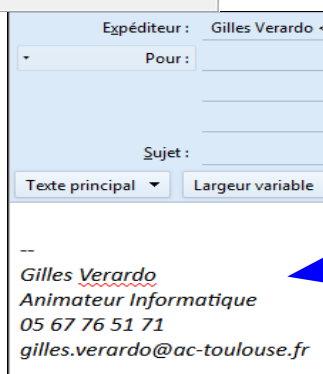 Expéditeur : Gilles Verardo <
Pour :
Sujet :
Texte principal Largeur variable
--
Gilles Verardo
Animateur Informatique
05 67 76 51 71
gilles.verardo@ac-toulouse.fr